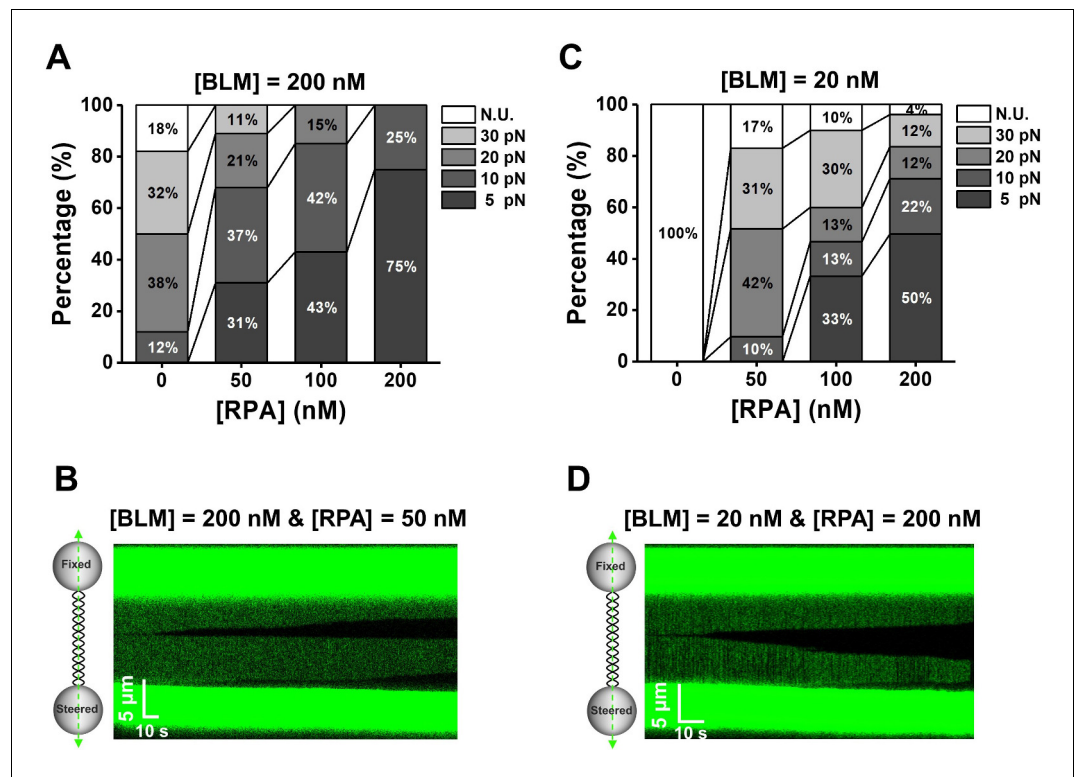 A
[BLM] = 200 nM
Percentage (%)
100
80
60
40
20
0
18%
32%
38%
12%
11%
21%
37%
31%
15%
42%
43%
25%
75%
0
50
100
200
[RPA] (nM)
N.U.
30 pN
20 pN
10 pN
5 pN
C
[BLM] = 20 nM
Percentage (%)
100
80
60
40
20
0
100%
17%
31%
42%
10%
10%
30%
13%
13%
33%
4%
12%
12%
22%
50%
0
50
100
200
[RPA] (nM)
N.U.
30 pN
20 pN
10 pN
5 pN
B
[BLM] = 200 nM & [RPA] = 50 nM
Fixed
Steered
5 μm
10 s
D
[BLM] = 20 nM & [RPA] = 200 nM
Fixed
Steered
5 μm
10 s